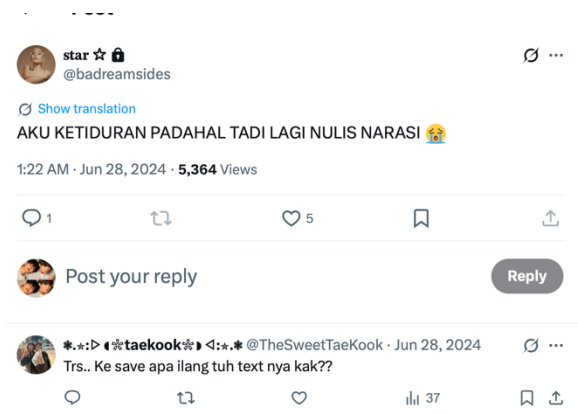 star ☆ 🔒
@badreamsides
Show translation
AKU KETIDURAN PADAHAL TADI LAGI NULIS NARASI 😭
1:22 AM · Jun 28, 2024 · 5,364 Views
1 5
Post your reply Reply
taekook @TheSweetTaeKook · Jun 28, 2024
Trs.. Ke save apa ilang tuh text nya kak??
37